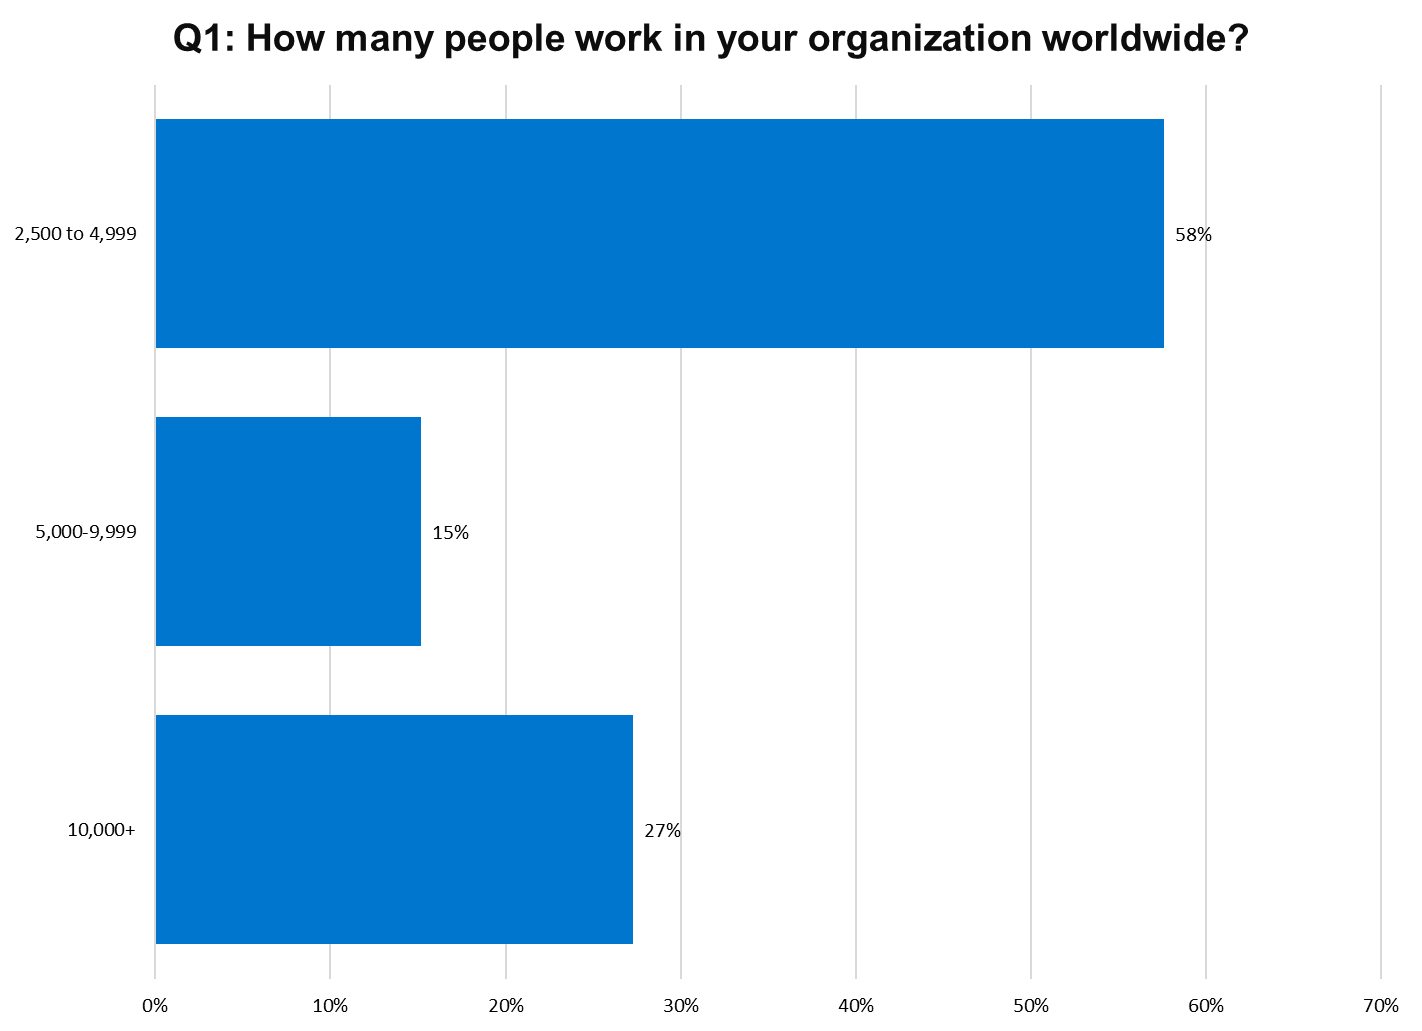 Q1: How many people work in your organization worldwide?
2,500 to 4,999
58%
5,000-9,999
15%
10,000+
27%
0% 10% 20% 30% 40% 50% 60% 70%